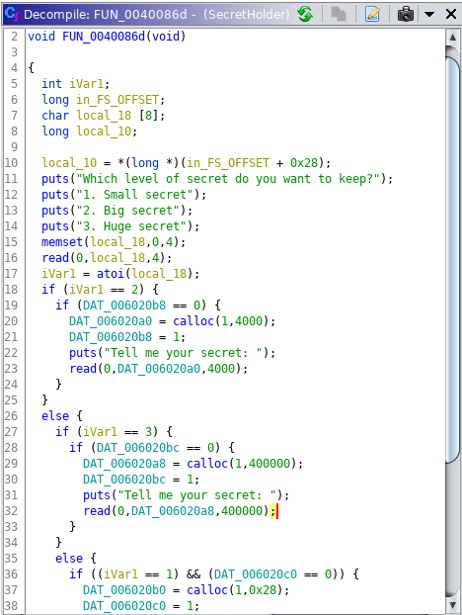 Decompile: FUN_0040086d - (SecretHolder)
2 void FUN_0040086d(void)
3
4 {
5 int iVar1;
6 long in_FS_OFFSET;
7 char local_18 [8];
8 long local_10;
9
10 local_10 = *(long *)(in_FS_OFFSET + 0x28);
11 puts("Which level of secret do you want to keep?");
12 puts("1. Small secret");
13 puts("2. Big secret");
14 puts("3. Huge secret");
15 memset(local_18,0,4);
16 read(0,local_18,4);
17 iVar1 = atoi(local_18);
18 if (iVar1 == 2) {
19 if (DAT_006020b8 == 0) {
20 DAT_006020a0 = calloc(1,4000);
21 DAT_006020b8 = 1;
22 puts("Tell me your secret: ");
23 read(0,DAT_006020a0,4000);
24 }
25 }
26 else {
27 if (iVar1 == 3) {
28 if (DAT_006020bc == 0) {
29 DAT_006020a8 = calloc(1,400000);
30 DAT_006020bc = 1;
31 puts("Tell me your secret: ");
32 read(0,DAT_006020a8,400000);
33 }
34 }
35 else {
36 if ((iVar1 == 1) && (DAT_006020c0 == 0)) {
37 DAT_006020b0 = calloc(1,0x28);
38 DAT_006020c0 = 1;